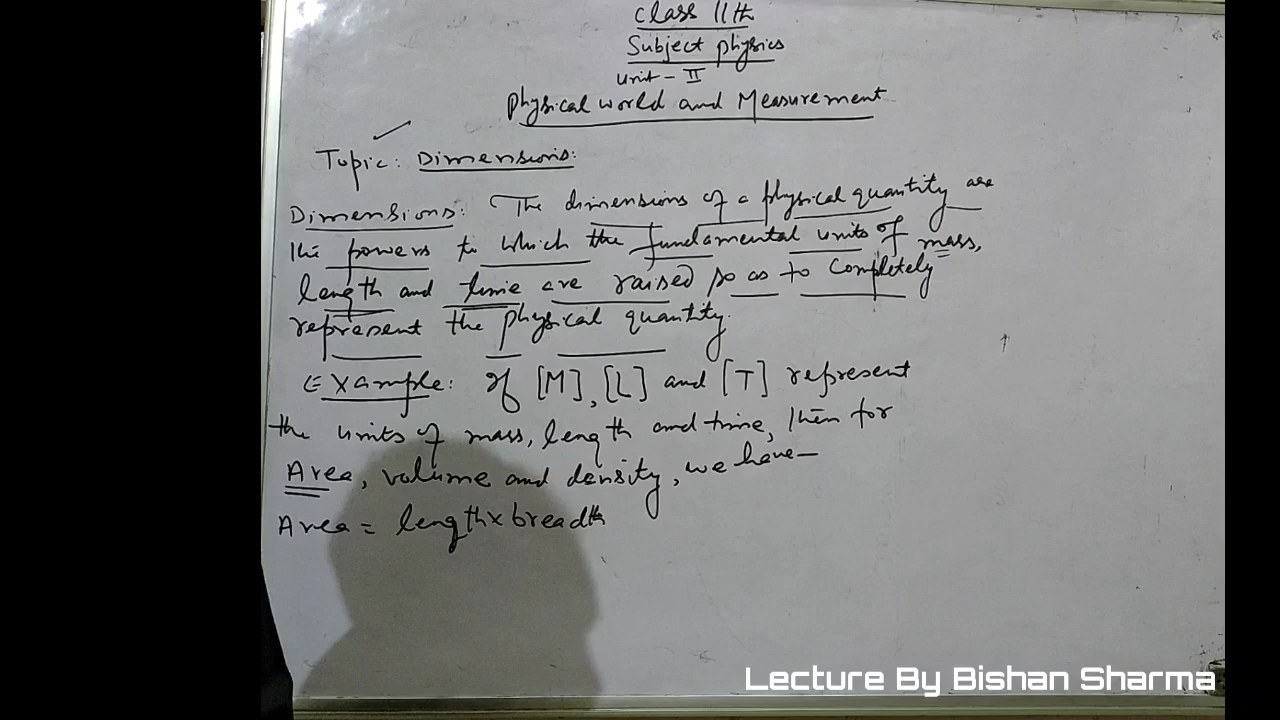 Class 11th
Subject physics
Unit - II
Physical world and Measurement
Topic: Dimensions:
Dimensions: The dimensions of a physical quantity are
the powers to which the fundamental units of mass,
length and time are raised so as to completely
represent the physical quantity.
Example: If [M], [L] and [T] represent
the units of mass, length and time, then for
Area, volume and density, we have—
Area = length×breadth
Lecture By Bishan Sharma